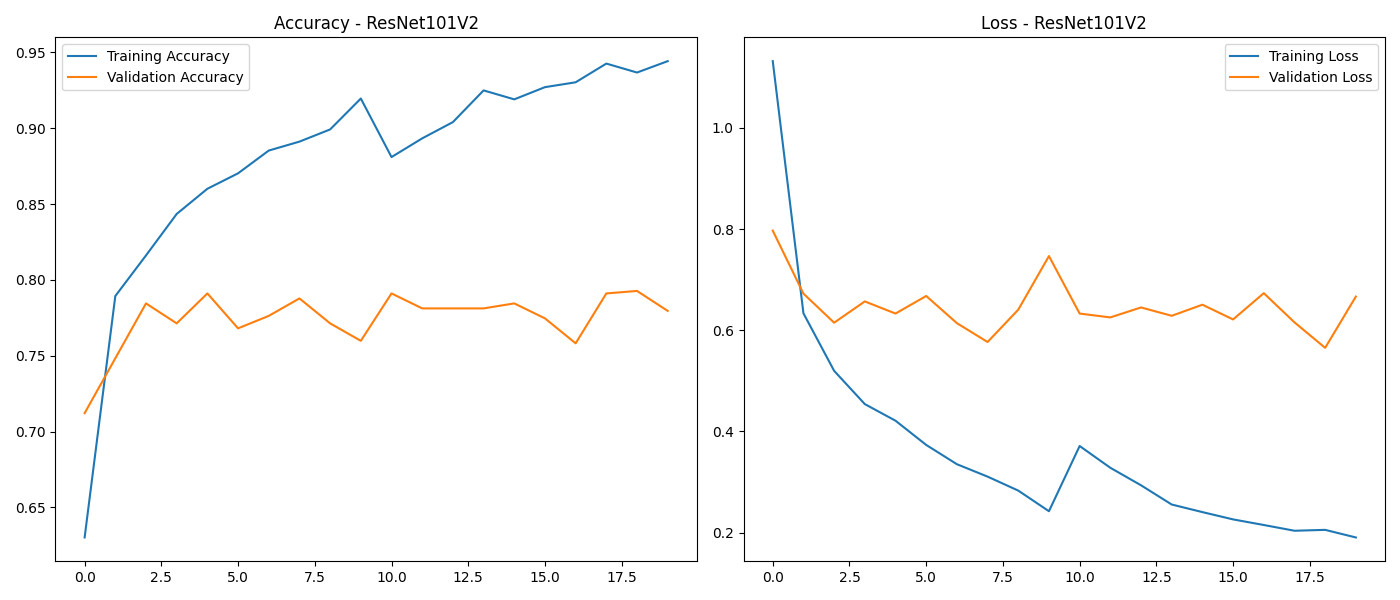 Accuracy - ResNet101V2
Training Accuracy
Validation Accuracy
0.95
0.90
0.85
0.80
0.75
0.70
0.65
0.0 2.5 5.0 7.5 10.0 12.5 15.0 17.5
Loss - ResNet101V2
Training Loss
Validation Loss
1.0
0.8
0.6
0.4
0.2
0.0 2.5 5.0 7.5 10.0 12.5 15.0 17.5